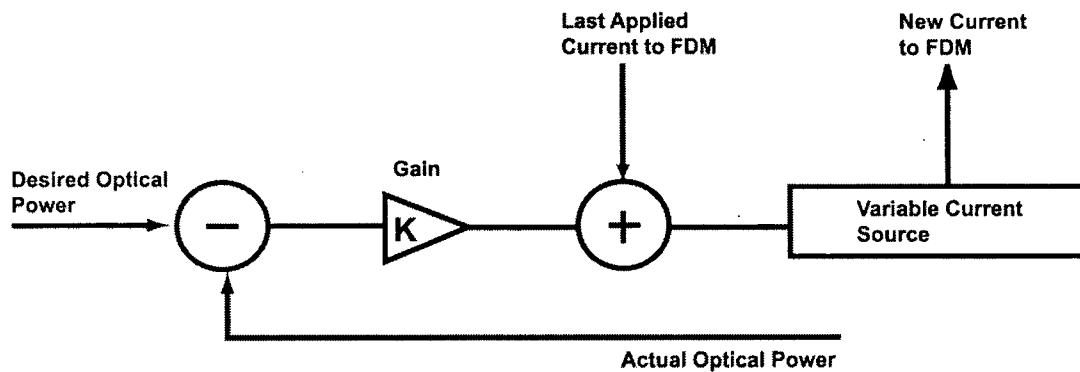 Last Applied
Current to FDM
New Current
to FDM
Gain
Desired Optical
Power
−
K
+
Variable Current
Source
Actual Optical Power